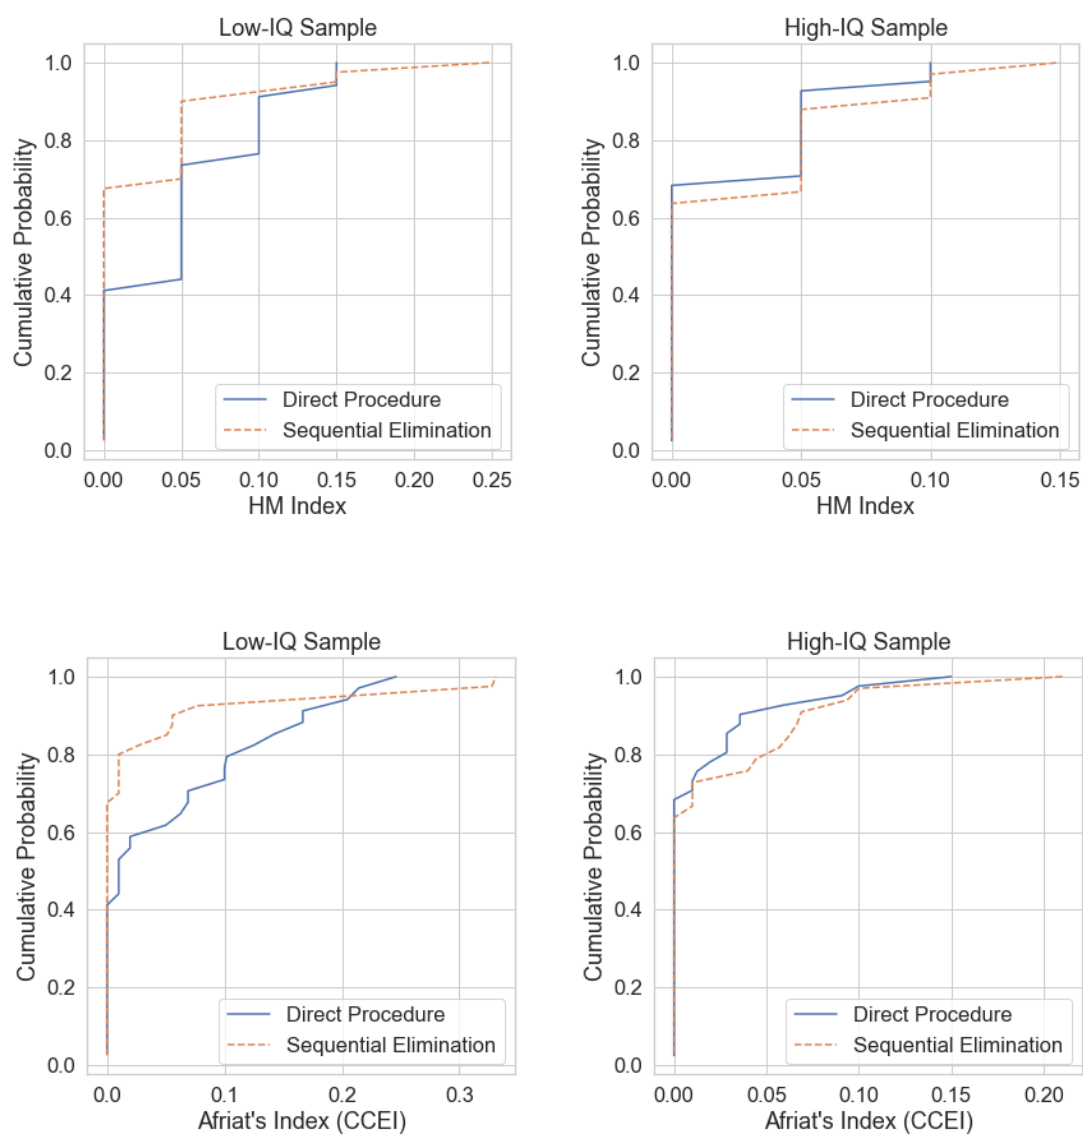 Low-IQ Sample
Cumulative Probability
1.0
0.8
0.6
0.4
0.2
0.0
Direct Procedure
Sequential Elimination
0.00 0.05 0.10 0.15 0.20 0.25
HM Index
High-IQ Sample
Cumulative Probability
1.0
0.8
0.6
0.4
0.2
0.0
Direct Procedure
Sequential Elimination
0.00 0.05 0.10 0.15
HM Index
Low-IQ Sample
Cumulative Probability
1.0
0.8
0.6
0.4
0.2
0.0
Direct Procedure
Sequential Elimination
0.0 0.1 0.2 0.3
Afriat's Index (CCEI)
High-IQ Sample
Cumulative Probability
1.0
0.8
0.6
0.4
0.2
0.0
Direct Procedure
Sequential Elimination
0.00 0.05 0.10 0.15 0.20
Afriat's Index (CCEI)